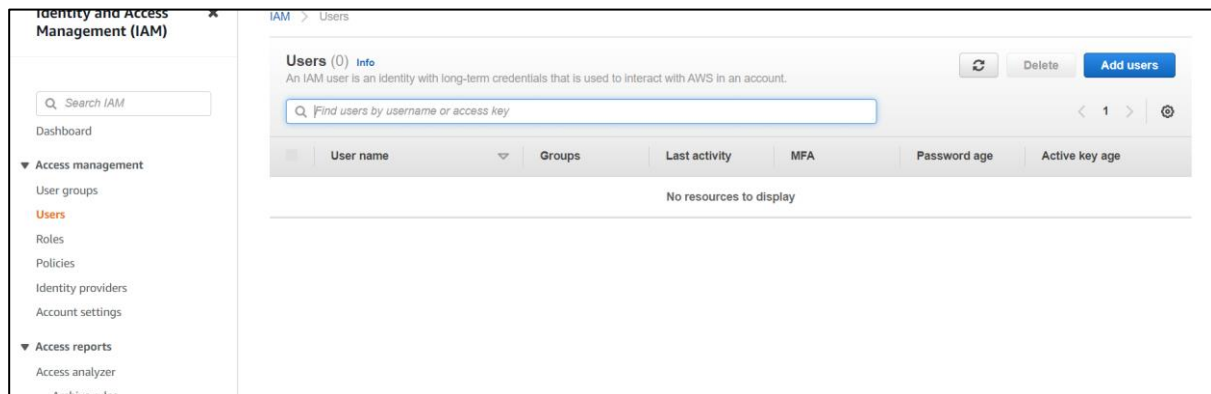 Identity and Access
Management (IAM)
Search IAM
Dashboard
Access management
User groups
Users
Roles
Policies
Identity providers
Account settings
Access reports
Access analyzer
IAM > Users
Users (0) Info
An IAM user is an identity with long-term credentials that is used to interact with AWS in an account.
Delete
Add users
Find users by username or access key
< 1 >
User name Groups Last activity MFA Password age Active key age
No resources to display